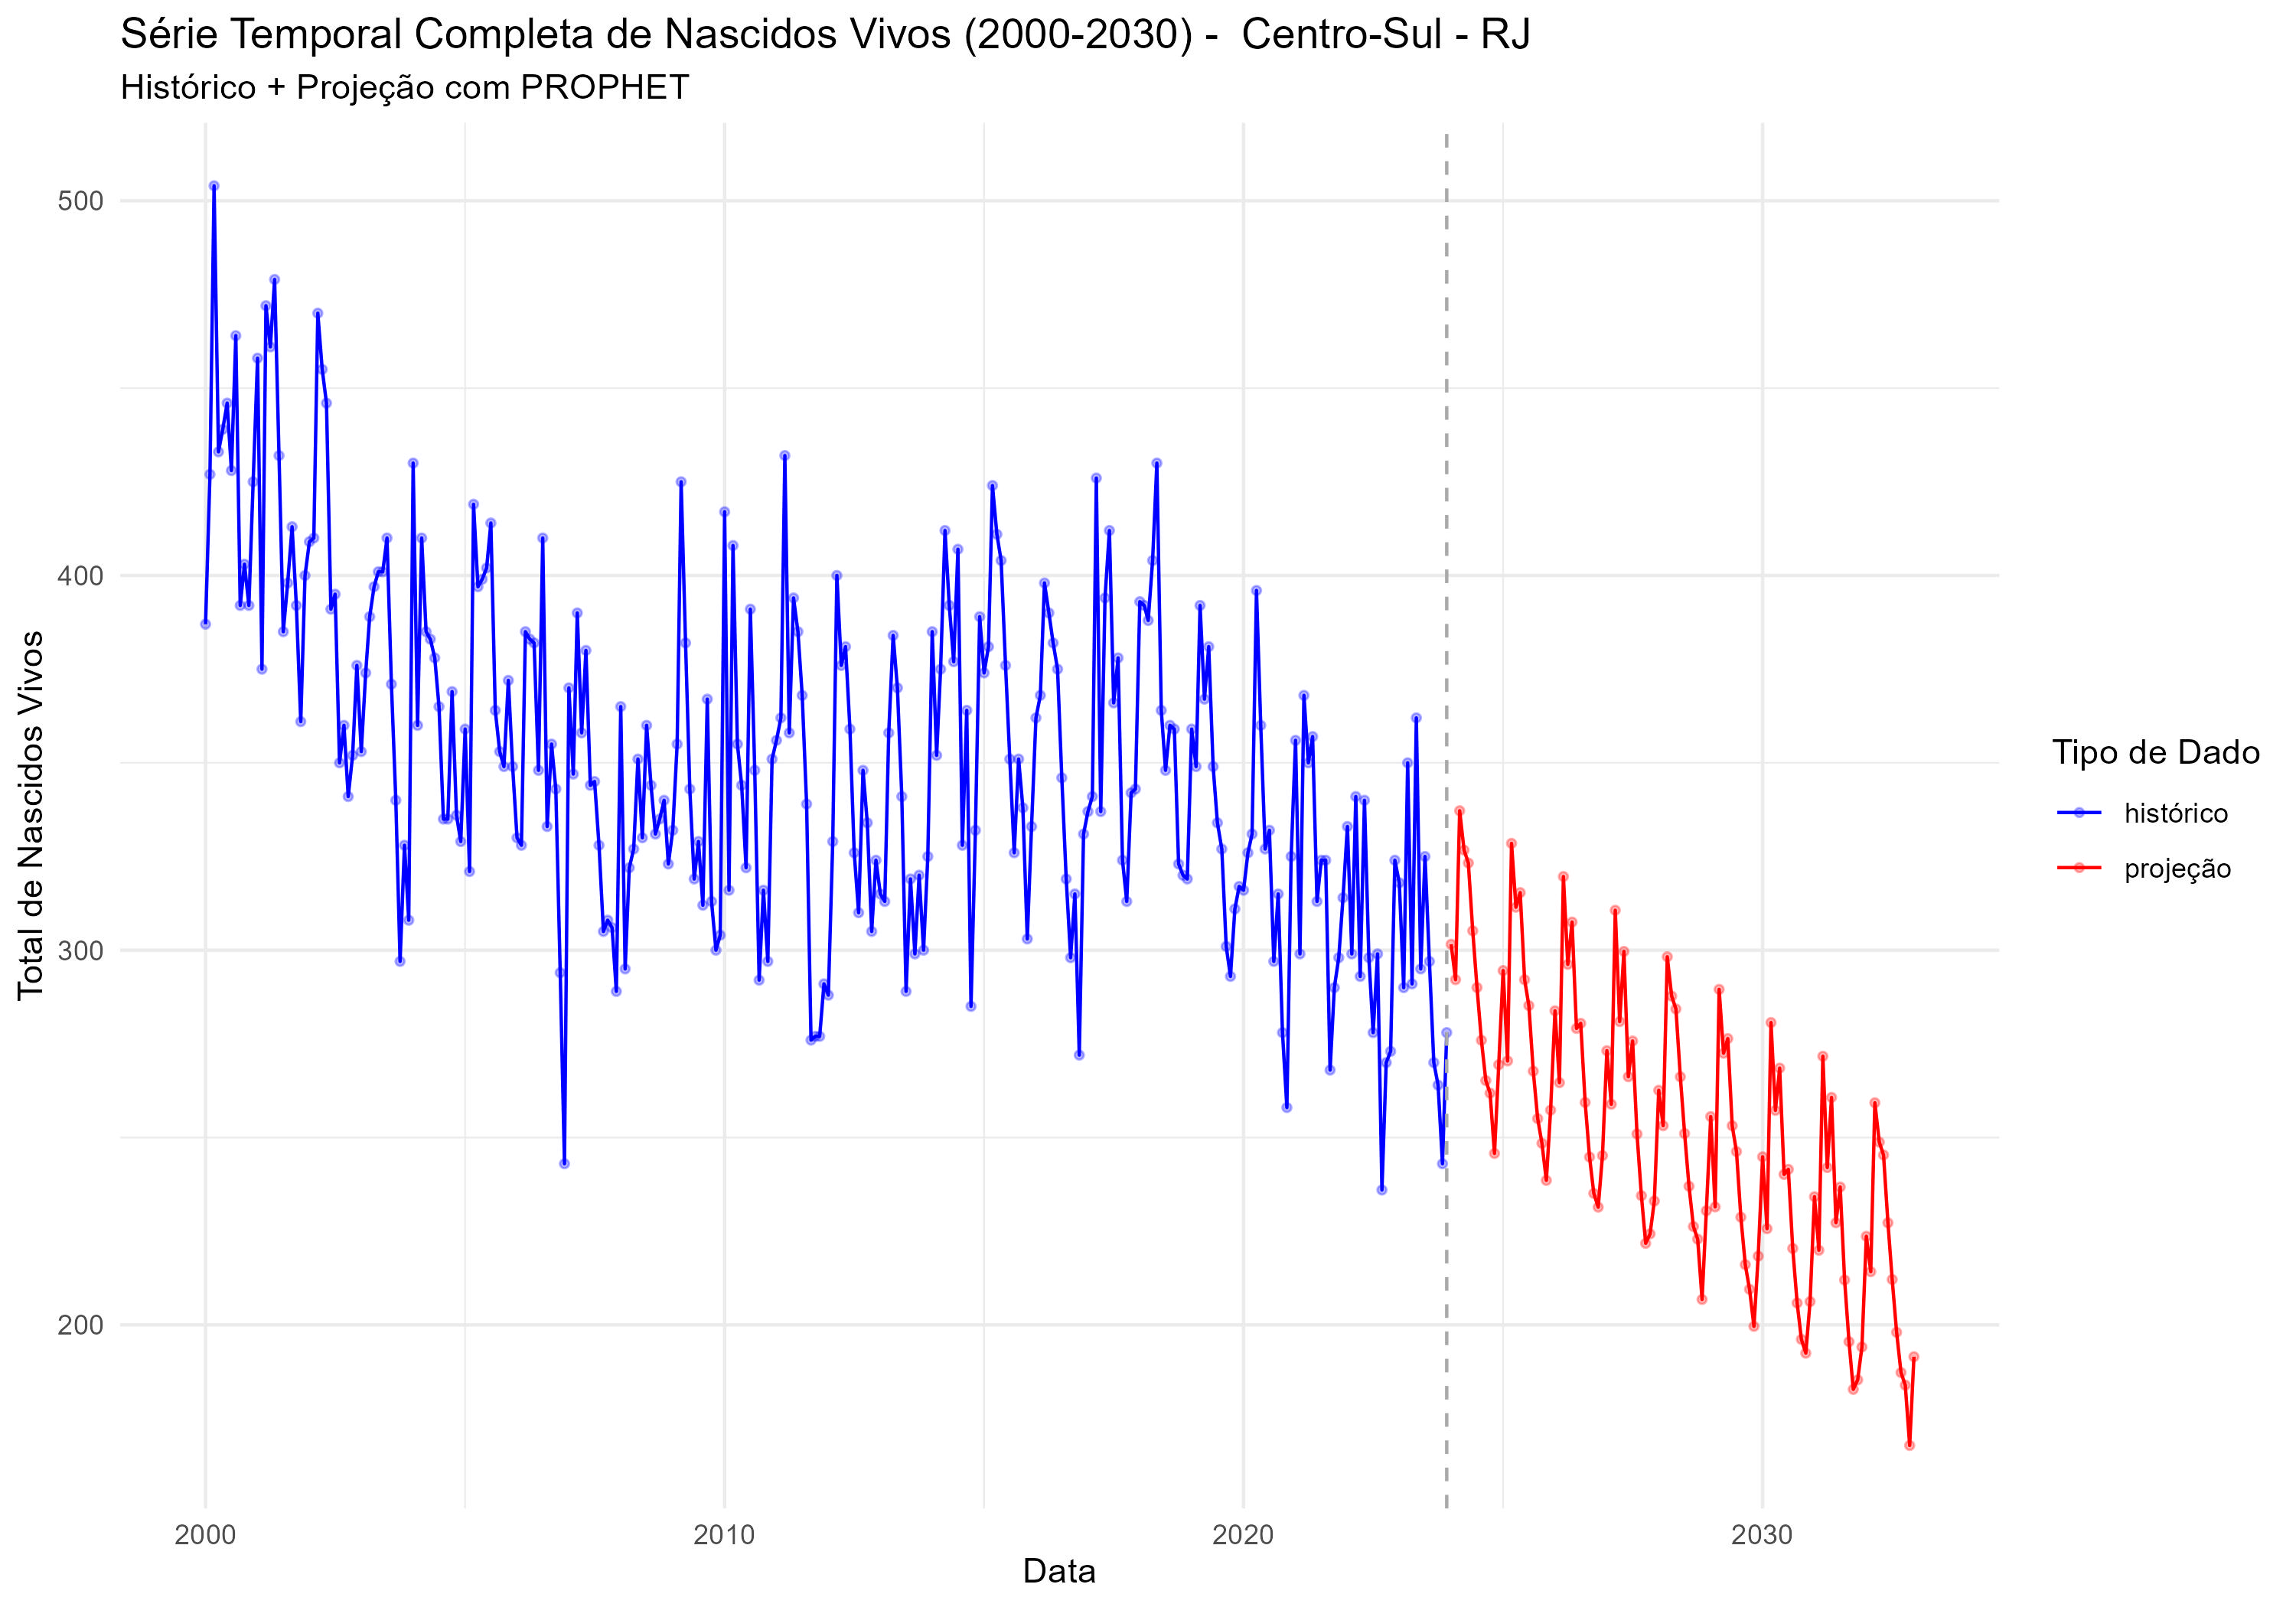 Série Temporal Completa de Nascidos Vivos (2000-2030) -  Centro-Sul - RJ
Histórico + Projeção com PROPHET
500
400
300
200
Total de Nascidos Vivos
2000
2010
2020
2030
Data
Tipo de Dado
histórico
projeção